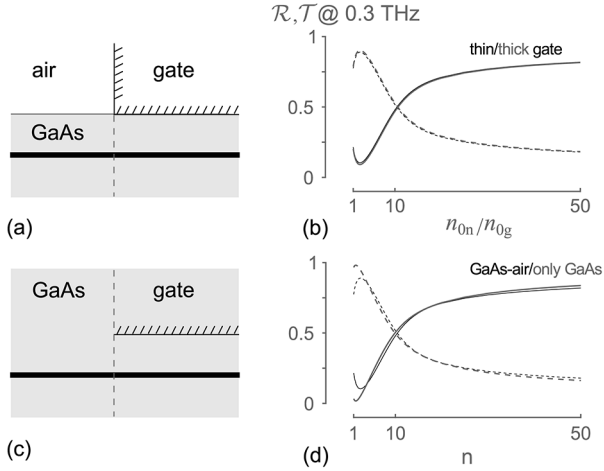 ℛ,𝒯@ 0.3 THz
air
gate
GaAs
(a)
1
0.5
0
thin/thick gate
1
10
50
n₀ₙ/n₀g
(b)
GaAs
gate
(c)
1
0.5
0
GaAs-air/only GaAs
1
10
50
n
(d)